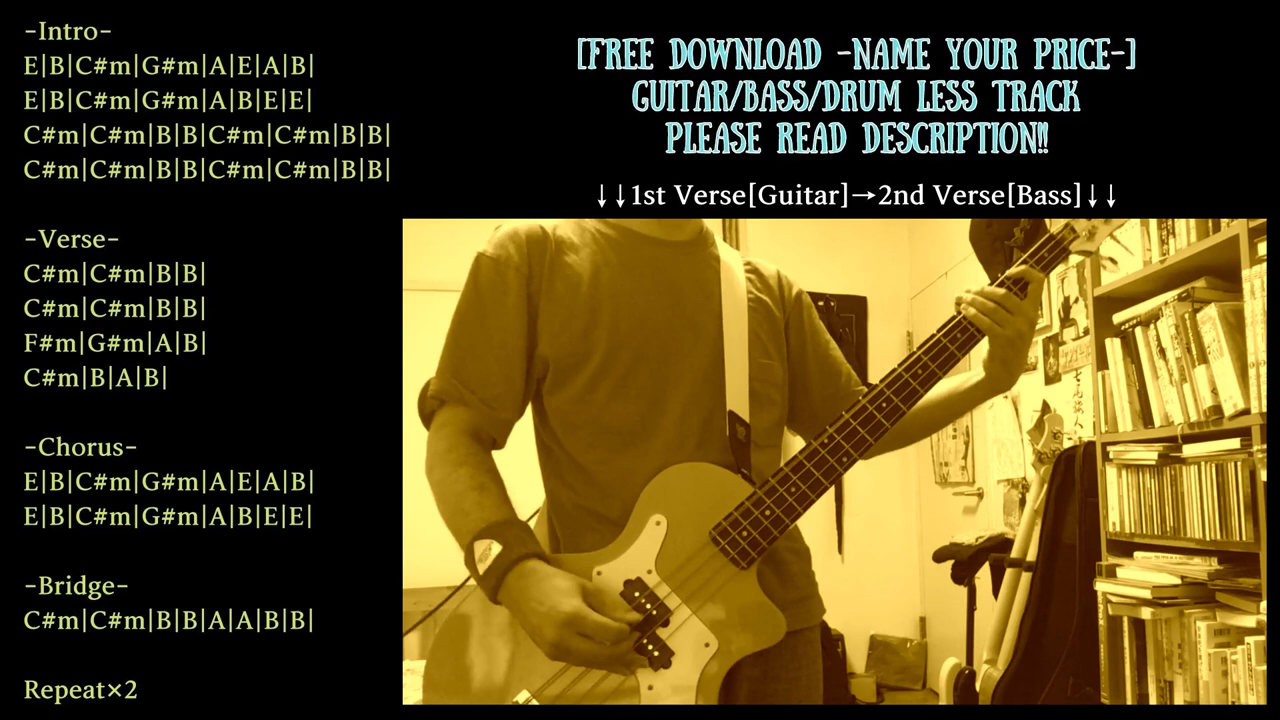 -Intro-
E|B|C#m|G#m|A|E|A|B|
E|B|C#m|G#m|A|B|E|E|
C#m|C#m|B|B|C#m|C#m|B|B|
C#m|C#m|B|B|C#m|C#m|B|B|
-Verse-
C#m|C#m|B|B|
C#m|C#m|B|B|
F#m|G#m|A|B|
C#m|B|A|B|
-Chorus-
E|B|C#m|G#m|A|E|A|B|
E|B|C#m|G#m|A|B|E|E|
-Bridge-
C#m|C#m|B|B|A|A|B|B|
Repeat×2
[FREE DOWNLOAD -NAME YOUR PRICE-]
GUITAR/BASS/DRUM LESS TRACK
PLEASE READ DESCRIPTION!!
↓↓1st Verse[Guitar]→2nd Verse[Bass]↓↓